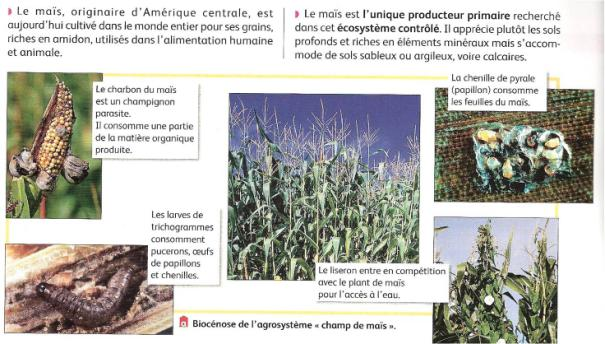 ◗ Le maïs, originaire d'Amérique centrale, est
aujourd'hui cultivé dans le monde entier pour ses grains,
riches en amidon, utilisés dans l'alimentation humaine
et animale.
◗ Le maïs est l'unique producteur primaire recherché
dans cet écosystème contrôlé. Il apprécie plutôt les sols
profonds et riches en éléments minéraux mais s'accom-
mode de sols sableux ou argileux, voire calcaires.
Le charbon du maïs
est un champignon
parasite.
Il consomme une partie
de la matière organique
produite.
La chenille de pyrale
(papillon) consomme
les feuilles du maïs.
Les larves de
trichogrammes
consomment
pucerons, œufs
de papillons
et chenilles.
Le liseron entre en compétition
avec le plant de maïs
pour l'accès à l'eau.
a Biocénose de l'agrosystème « champ de maïs ».